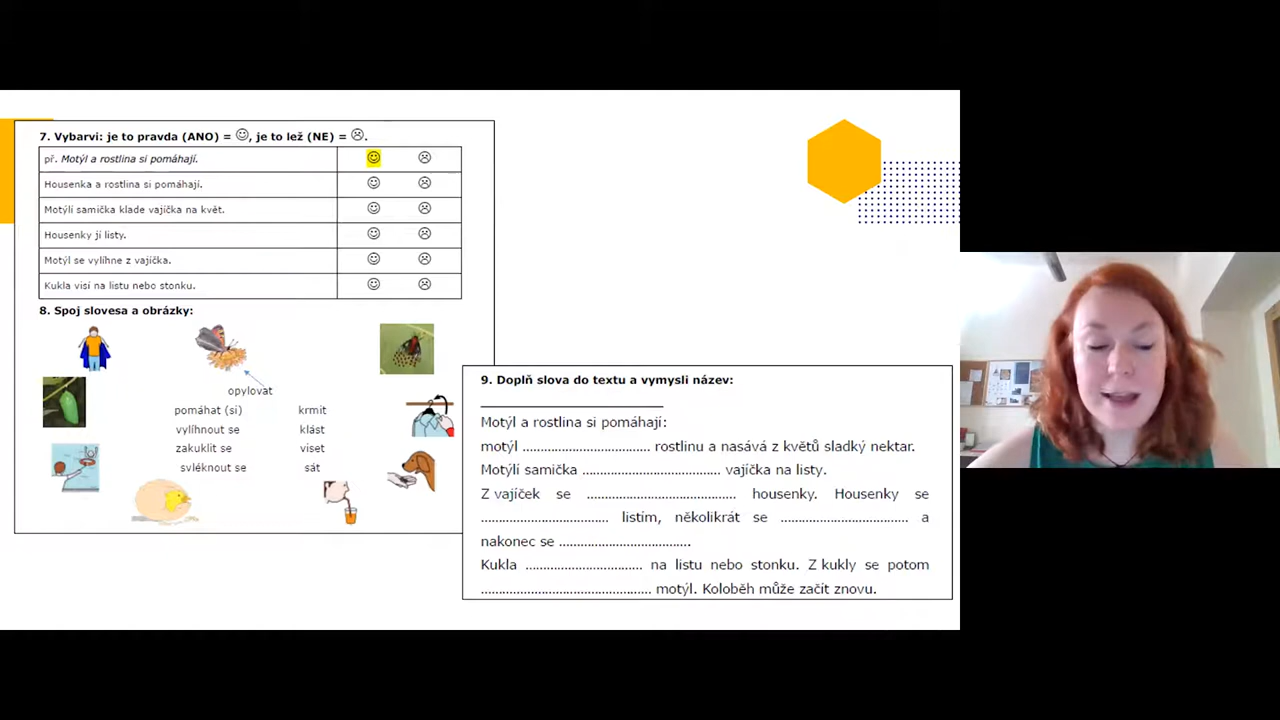 7. Vybarvi: je to pravda (ANO) = ☺, je to lež (NE) = ☹.
př. Motýl a rostlina si pomáhají. ☺ ☹
Housenka a rostlina si pomáhají. ☺ ☹
Motýlí samička klade vajíčka na květ. ☺ ☹
Housenky jí listy. ☺ ☹
Motýl se vylíhne z vajíčka. ☺ ☹
Kukla visí na listu nebo stonku. ☺ ☹
8. Spoj slovesa a obrázky:
opylovat
pomáhat (si) krmit
vylíhnout se klást
zakuklit se viset
svléknout se sát
9. Doplň slova do textu a vymysli název:
Motýl a rostlina si pomáhají:
motýl ................................ rostlinu a nasává z květů sladký nektar.
Motýlí samička ................................... vajíčka na listy.
Z vajíček se ..................................... housenky. Housenky se
................................ listím, několikrát se ................................ a
nakonec se .................................
Kukla ............................. na listu nebo stonku. Z kukly se potom
.......................................... motýl. Koloběh může začít znovu.